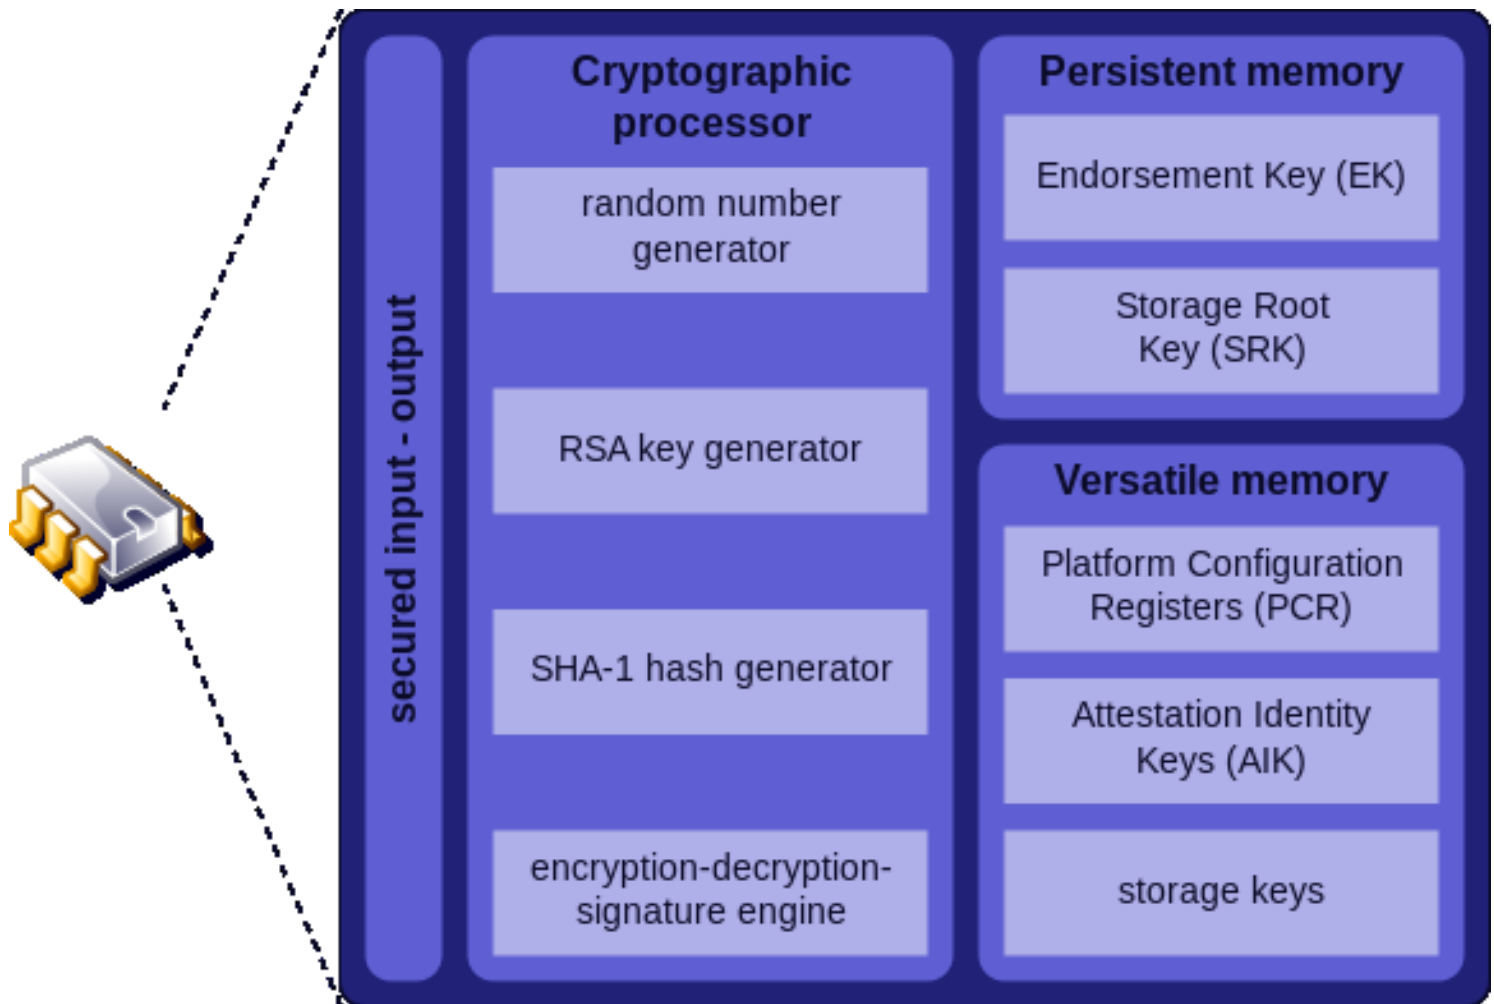 secured input - output
Cryptographic
processor
random number
generator
RSA key generator
SHA-1 hash generator
encryption-decryption-
signature engine
Persistent memory
Endorsement Key (EK)
Storage Root
Key (SRK)
Versatile memory
Platform Configuration
Registers (PCR)
Attestation Identity
Keys (AIK)
storage keys